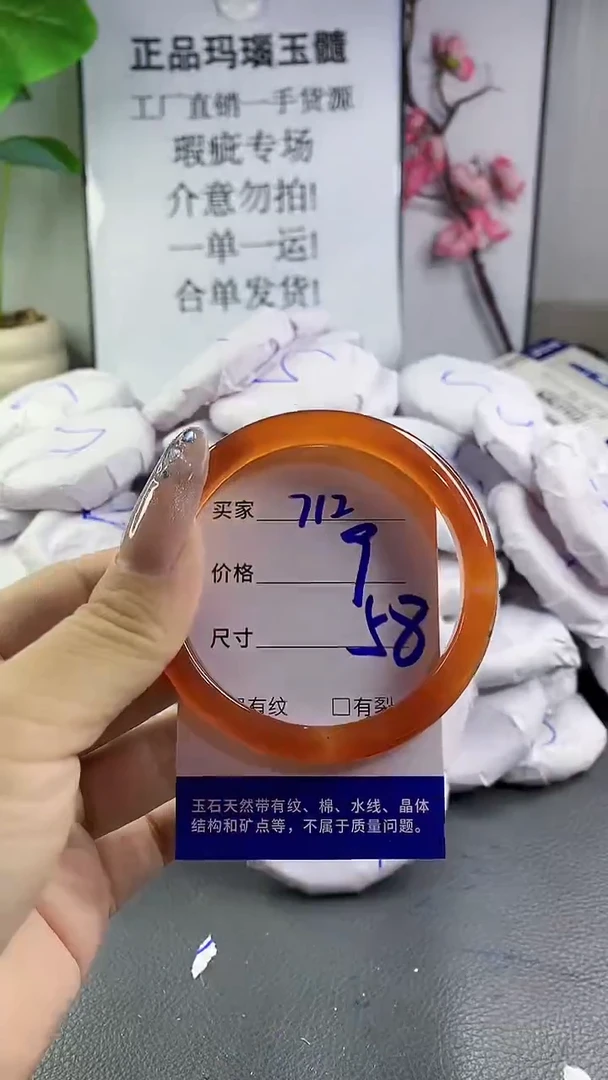 正品玛瑙玉髓
工厂直销一手货源
瑕疵专场
介意勿拍!
一单一运!
合单发货!
买家 712
价格 9
尺寸 58
有纹 □有裂
玉石天然带有纹、棉、水线、晶体
结构和矿点等，不属于质量问题。